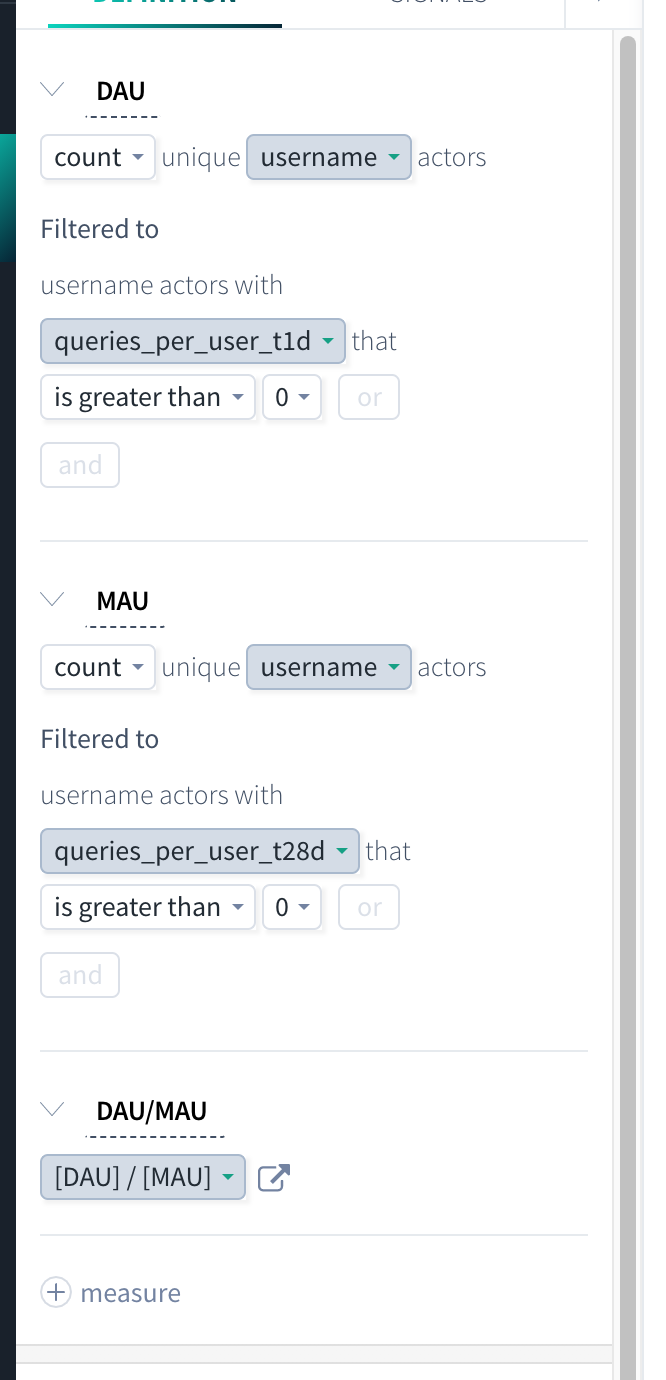 DEFINITION SIGNALS
DAU
count unique username actors
Filtered to
username actors with
queries_per_user_t1d that
is greater than 0 or
and
MAU
count unique username actors
Filtered to
username actors with
queries_per_user_t28d that
is greater than 0 or
and
DAU/MAU
[DAU] / [MAU]
measure